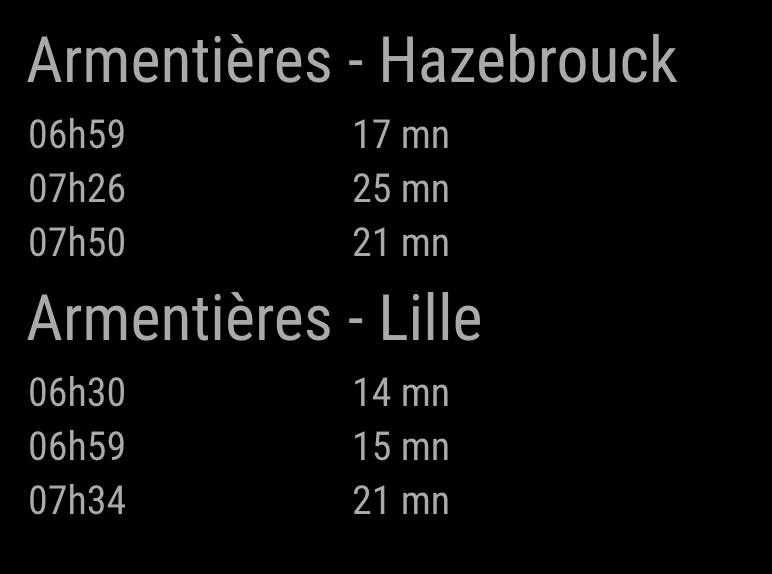 Armentières - Hazebrouck
06h59 17 mn
07h26 25 mn
07h50 21 mn
Armentières - Lille
06h30 14 mn
06h59 15 mn
07h34 21 mn